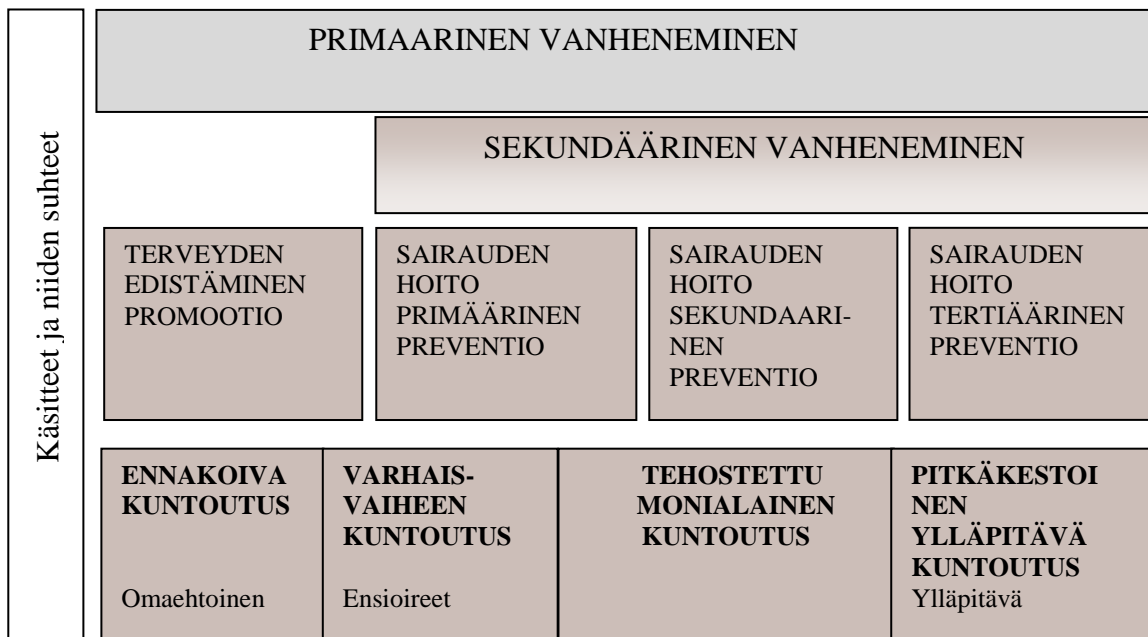 Käsitteet ja niiden suhteet
PRIMAARINEN VANHENEMINEN
SEKUNDÄÄRINEN VANHENEMINEN
TERVEYDEN
EDISTÄMINEN
PROMOOTIO
SAIRAUDEN
HOITO
PRIMÄÄRINEN
PREVENTIO
SAIRAUDEN
HOITO
SEKUNDAARI-
NEN
PREVENTIO
SAIRAUDEN
HOITO
TERTIÄÄRINEN
PREVENTIO
ENNAKOIVA
KUNTOUTUS
Omaehtoinen
VARHAIS-
VAIHEEN
KUNTOUTUS
Ensioireet
TEHOSTETTU
MONIALAINEN
KUNTOUTUS
PITKÄKESTOI
NEN
YLLÄPITÄVÄ
KUNTOUTUS
Ylläpitävä